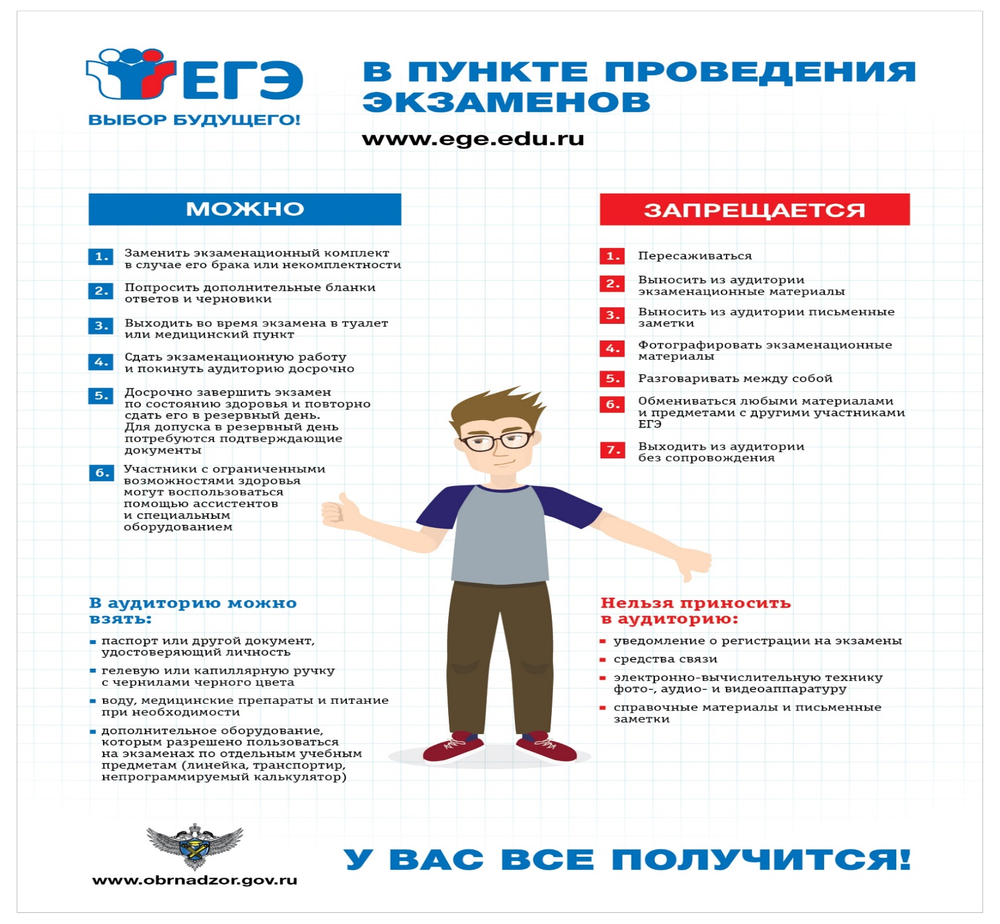 ЕГЭ
ВЫБОР БУДУЩЕГО!
В ПУНКТЕ ПРОВЕДЕНИЯ
ЭКЗАМЕНОВ
www.ege.edu.ru
МОЖНО
1. Заменить экзаменационный комплект
в случае его брака или некомплектности
2. Попросить дополнительные бланки
ответов и черновики
3. Выходить во время экзамена в туалет
или медицинский пункт
4. Сдать экзаменационную работу
и покинуть аудиторию досрочно
5. Досрочно завершить экзамен
по состоянию здоровья и повторно
сдать его в резервный день.
Для допуска в резервный день
потребуются подтверждающие
документы
6. Участники с ограниченными
возможностями здоровья
могут воспользоваться
помощью ассистентов
и специальным
оборудованием
ЗАПРЕЩАЕТСЯ
1. Пересаживаться
2. Выносить из аудитории
экзаменационные материалы
3. Выносить из аудитории письменные
заметки
4. Фотографировать экзаменационные
материалы
5. Разговаривать между собой
6. Обмениваться любыми материалами
и предметами с другими участниками
ЕГЭ
7. Выходить из аудитории
без сопровождения
В аудиторию можно
взять:
паспорт или другой документ,
удостоверяющий личность
гелевую или капиллярную ручку
с чернилами черного цвета
воду, медицинские препараты и питание
при необходимости
дополнительное оборудование,
которым разрешено пользоваться
на экзаменах по отдельным учебным
предметам (линейка, транспортир,
непрограммируемый калькулятор)
Нельзя приносить
в аудиторию:
уведомление о регистрации на экзамены
средства связи
электронно-вычислительную технику
фото-, аудио- и видеоаппаратуру
справочные материалы и письменные
заметки
www.obrnadzor.gov.ru
У ВАС ВСЕ ПОЛУЧИТСЯ!